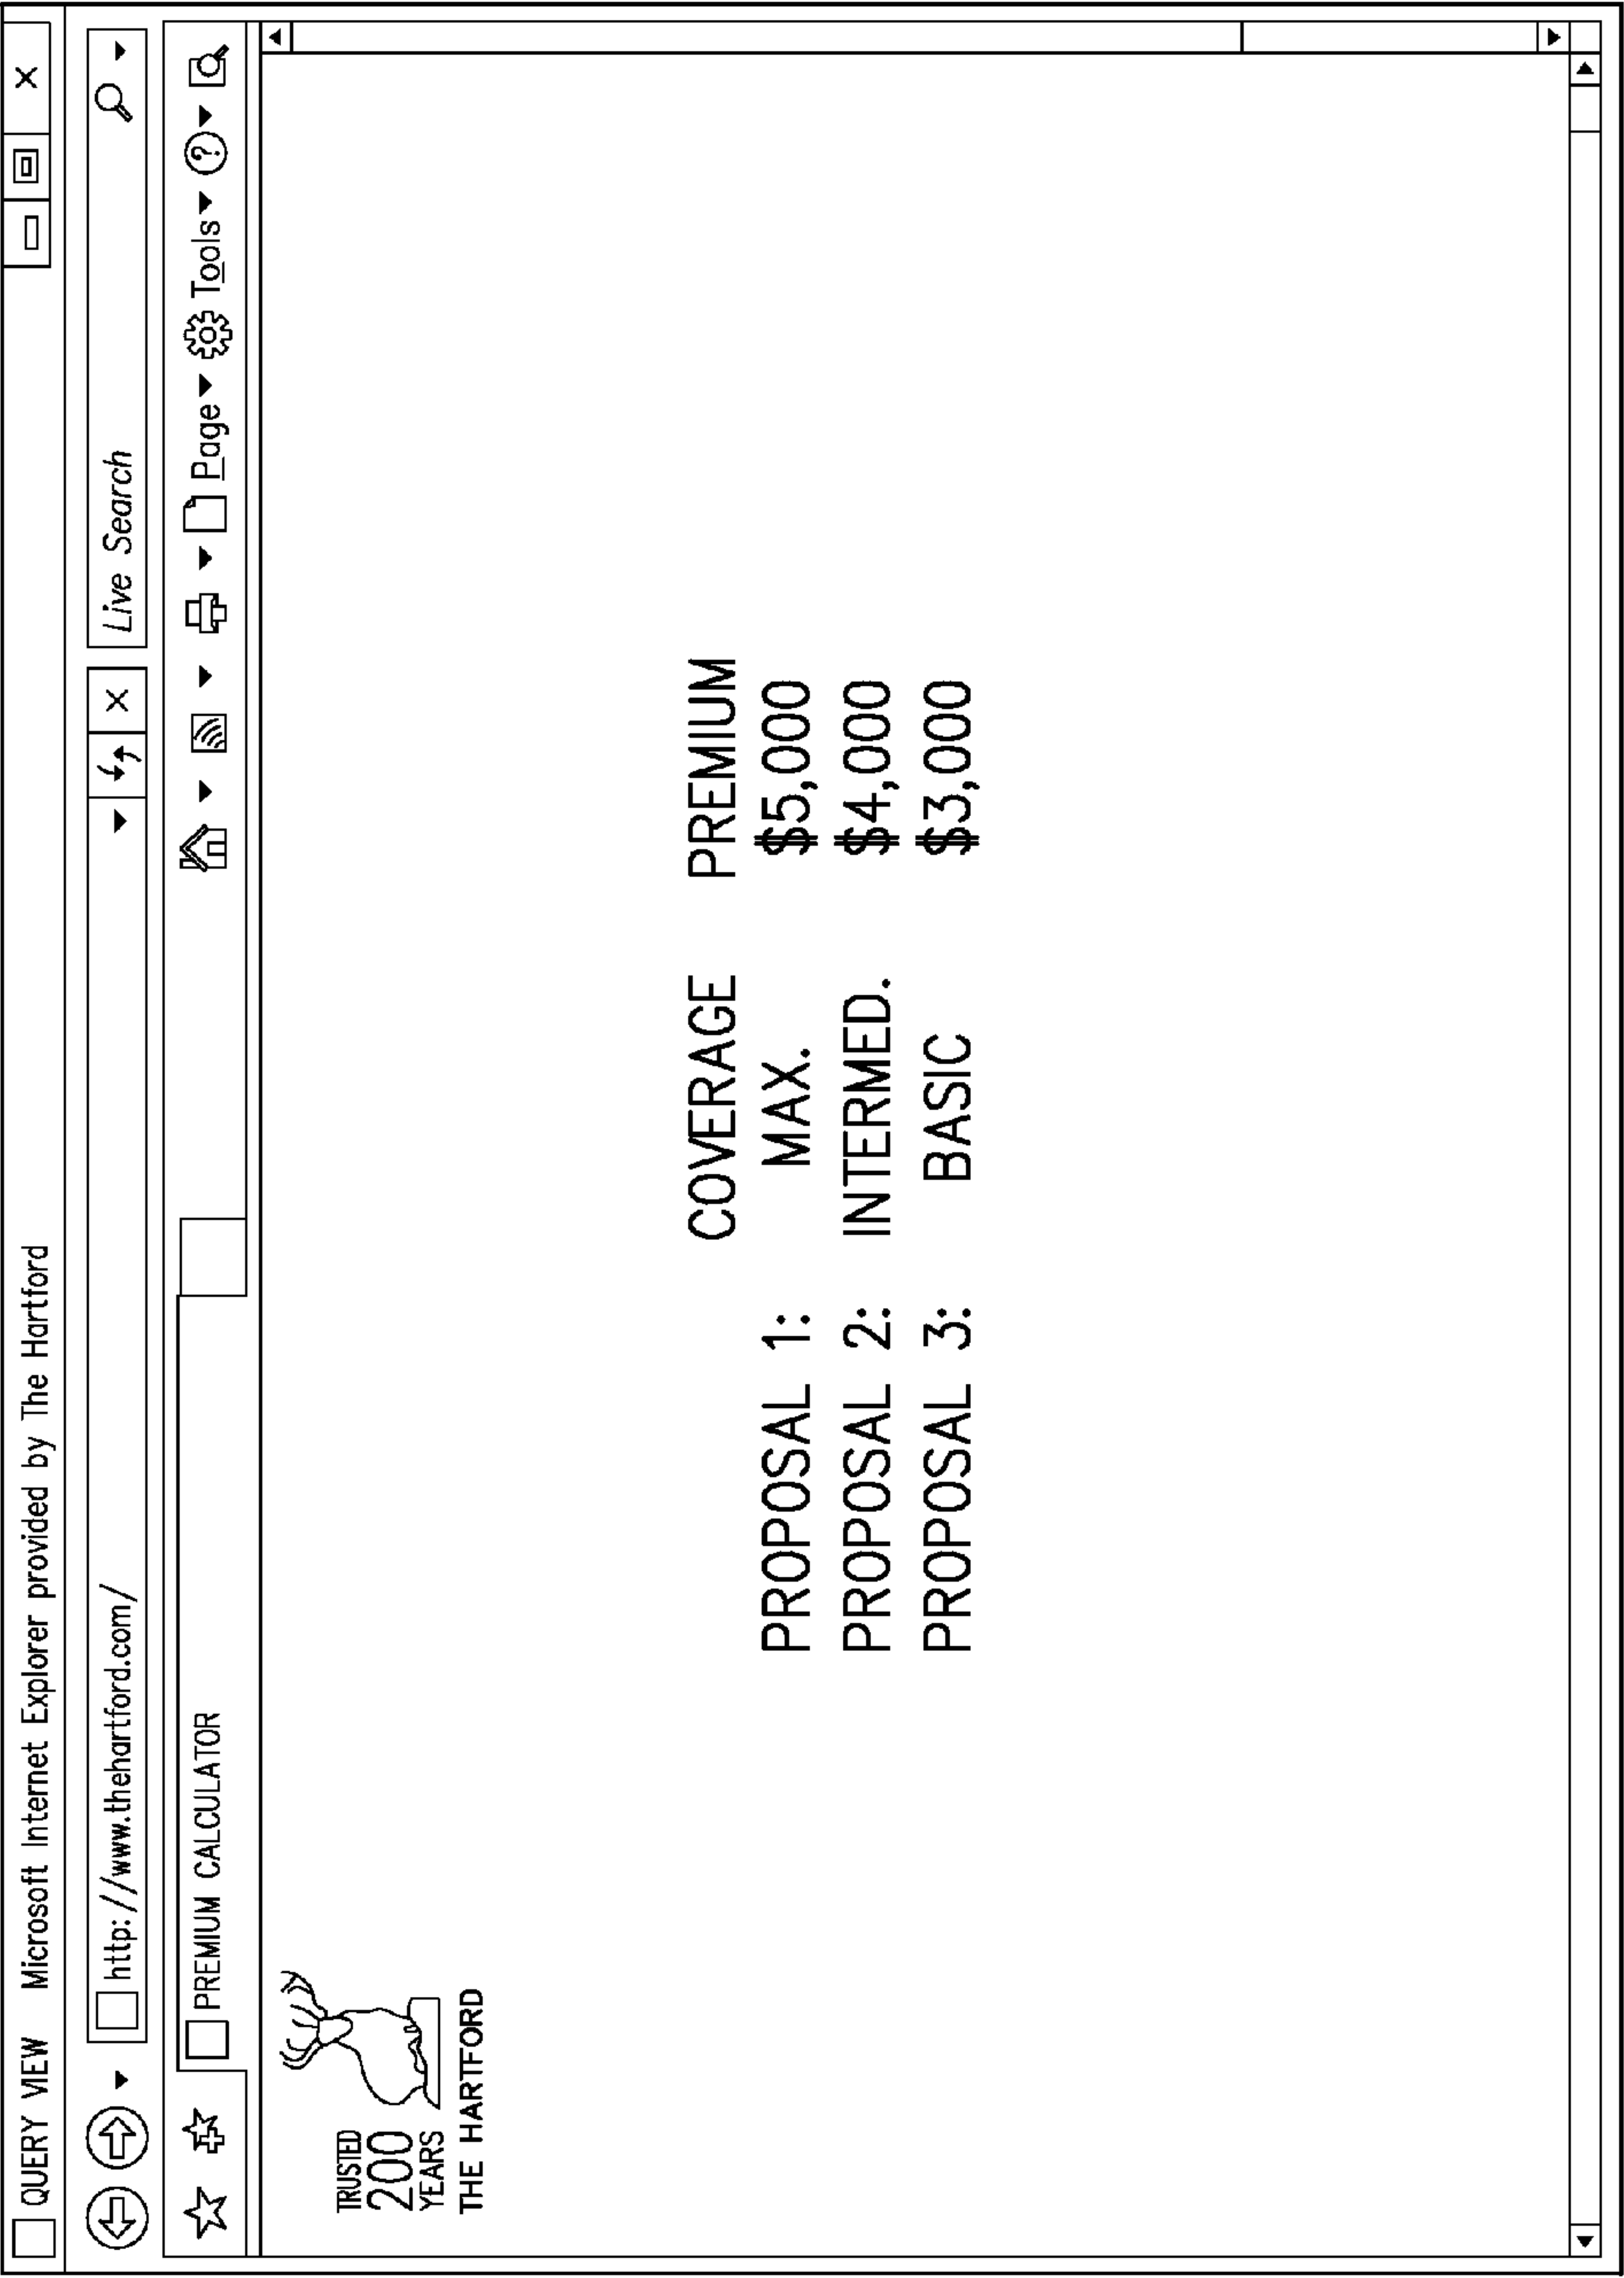 QUERY VIEW Microsoft Internet Explorer provided by The Hartford
http://www.thehartford.com/
Live Search
PREMIUM CALCULATOR
Page Tools
TRUSTED
200
YEARS
THE HARTFORD
COVERAGE PREMIUM
PROPOSAL 1: MAX. $5,000
PROPOSAL 2: INTERMED. $4,000
PROPOSAL 3: BASIC $3,000